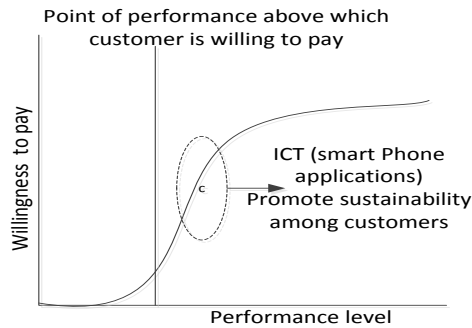 Point of performance above which
customer is willing to pay
Willingness to pay
c
ICT (smart Phone
applications)
Promote sustainability
among customers
Performance level